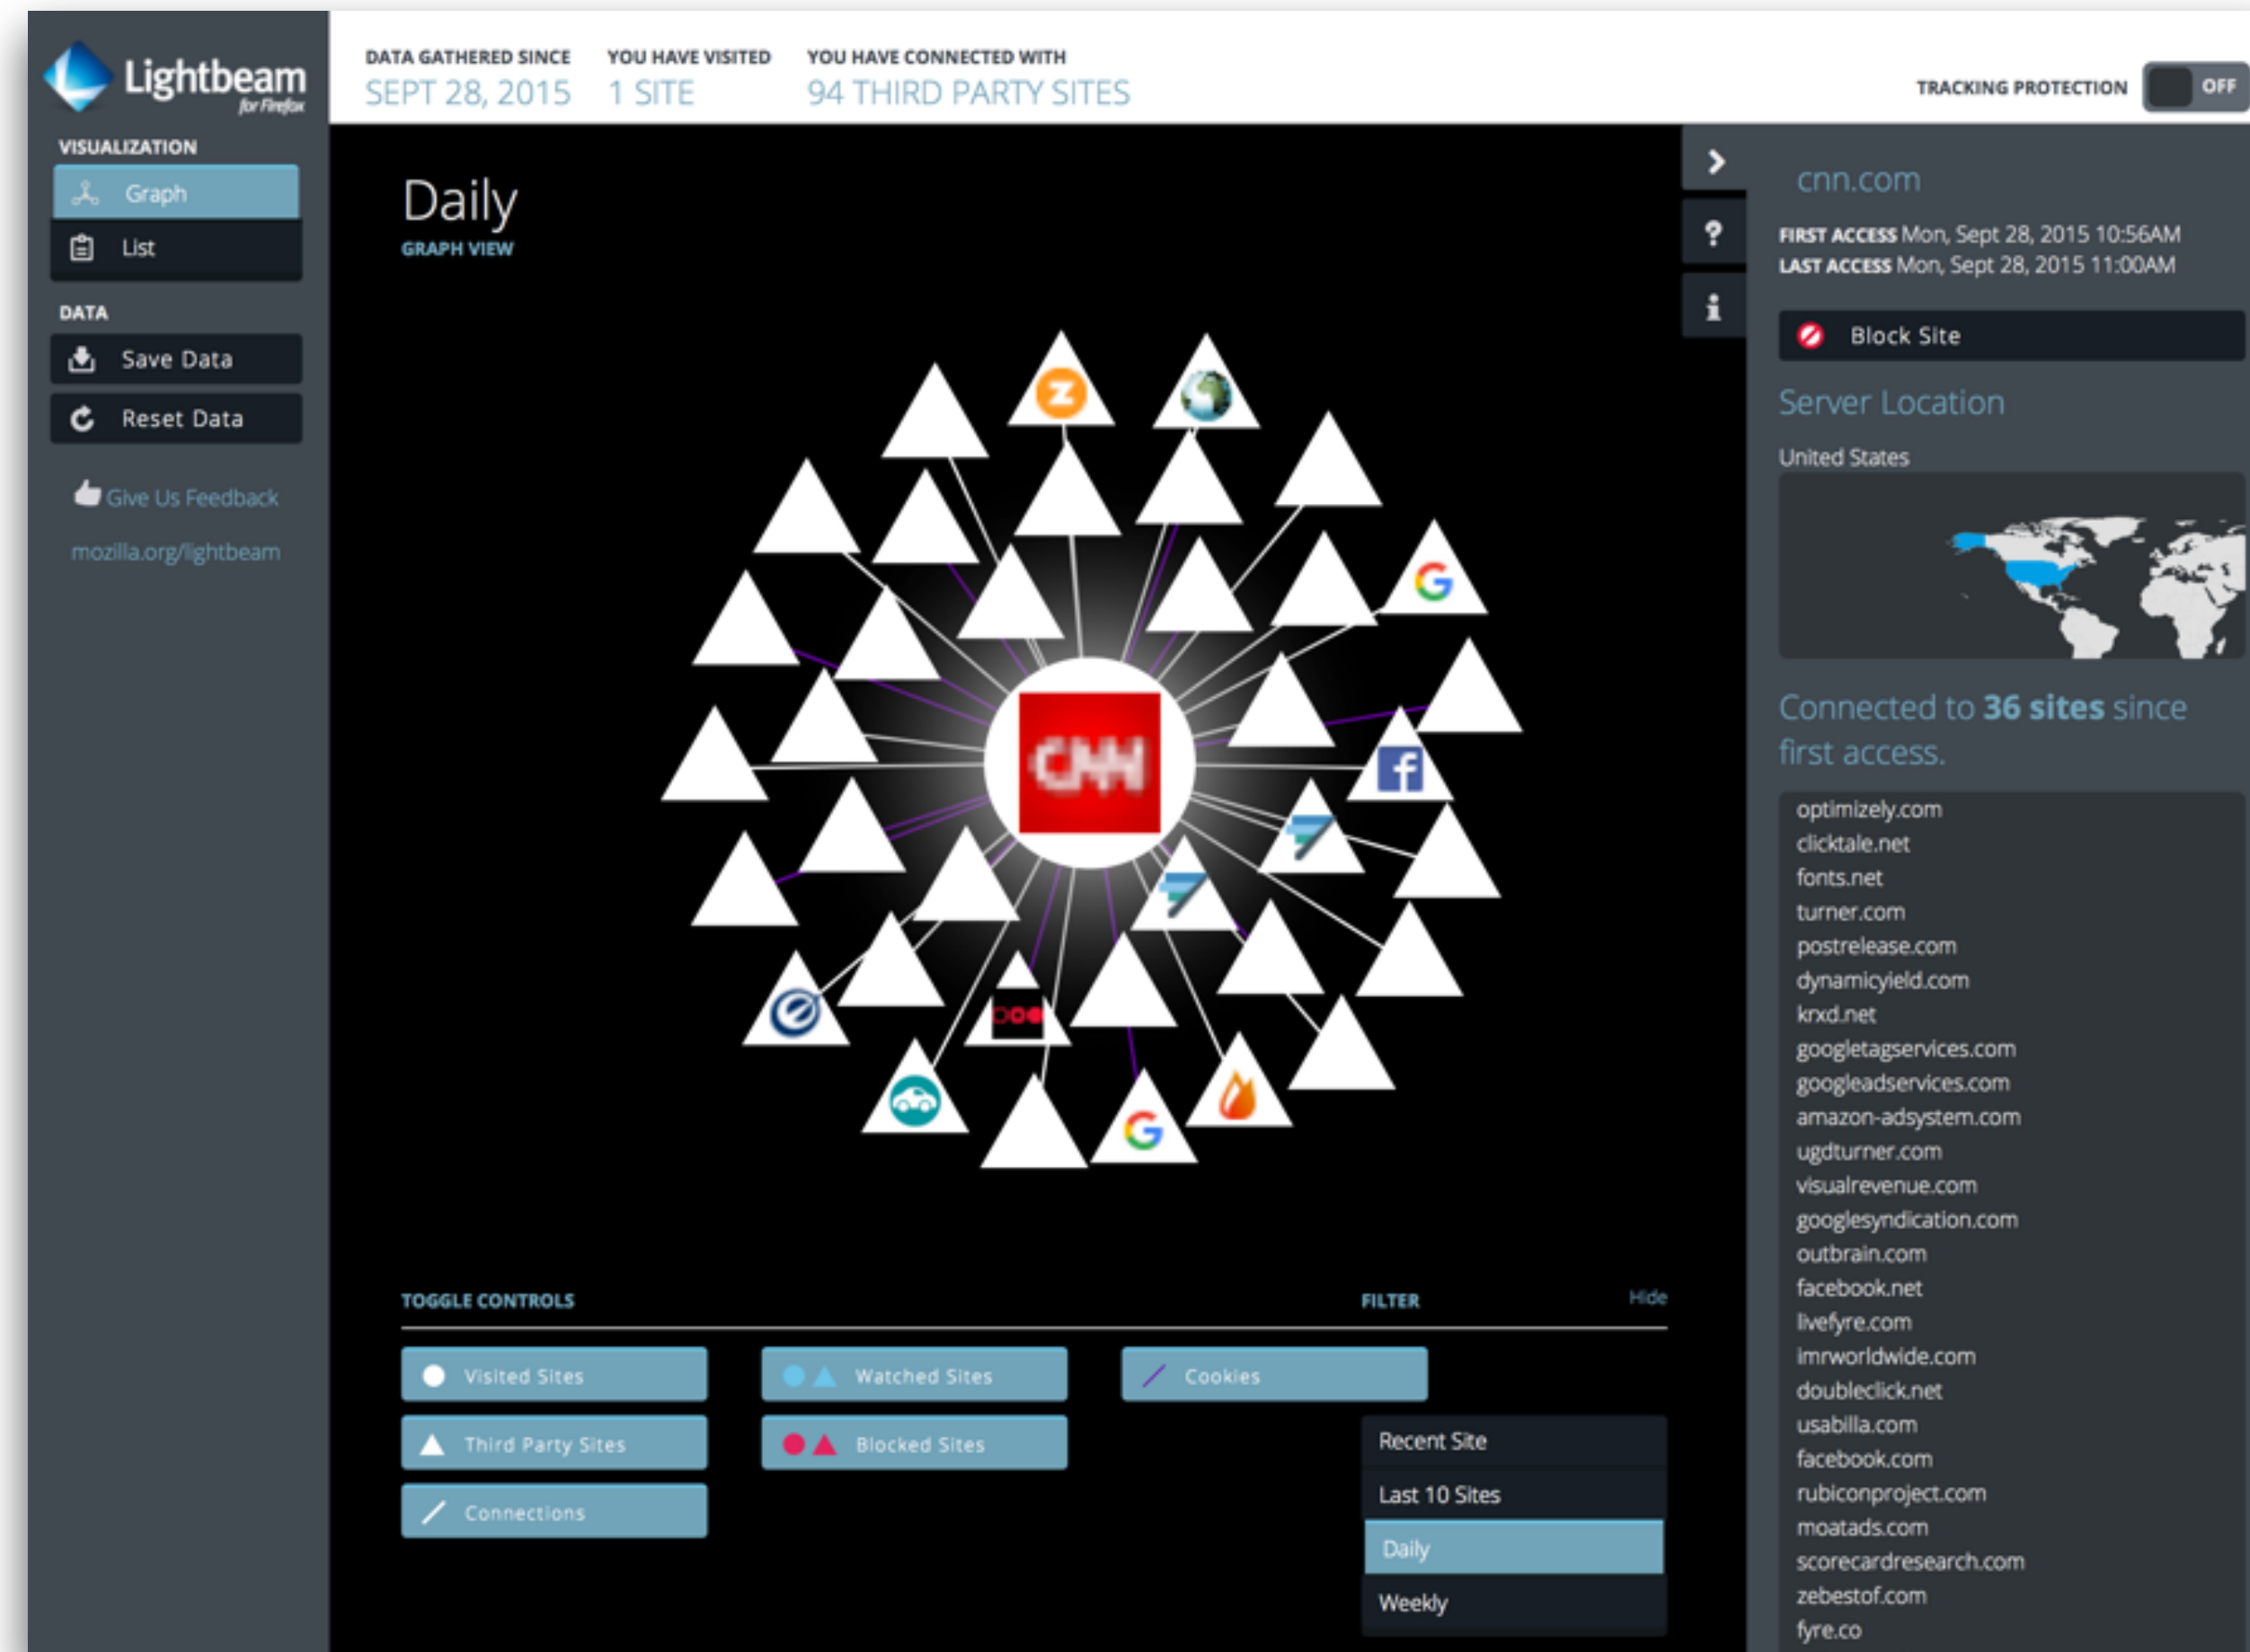 Lightbeam
for Firefox
DATA GATHERED SINCE
SEPT 28, 2015
YOU HAVE VISITED
1 SITE
YOU HAVE CONNECTED WITH
94 THIRD PARTY SITES
TRACKING PROTECTION
OFF
VISUALIZATION
Graph
List
DATA
Save Data
Reset Data
Give Us Feedback
mozilla.org/lightbeam
Daily
GRAPH VIEW
CNN
TOGGLE CONTROLS
FILTER
Hide
Visited Sites
Watched Sites
Cookies
Third Party Sites
Blocked Sites
Connections
Recent Site
Last 10 Sites
Daily
Weekly
cnn.com
FIRST ACCESS Mon, Sept 28, 2015 10:56AM
LAST ACCESS Mon, Sept 28, 2015 11:00AM
Block Site
Server Location
United States
Connected to 36 sites since
first access.
optimizely.com
clicktale.net
fonts.net
turner.com
postrelease.com
dynamicyield.com
krxd.net
googletagservices.com
googleadservices.com
amazon-adsystem.com
ugdturner.com
visualrevenue.com
googlesyndication.com
outbrain.com
facebook.net
livefyre.com
imrworldwide.com
doubleclick.net
usabilla.com
facebook.com
rubiconproject.com
moatads.com
scorecardresearch.com
zebestof.com
fyre.co